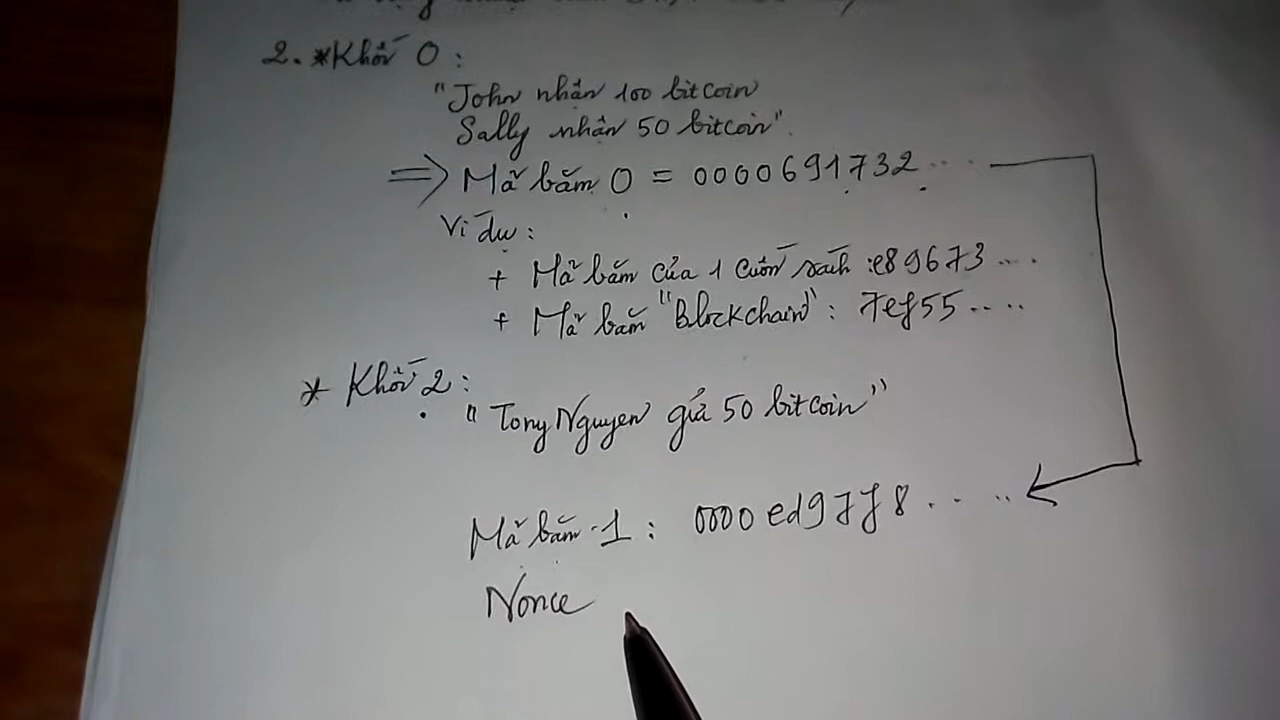 2. *Khối 0 :
"John nhận 100 bitcoin
Sally nhận 50 bitcoin".
=> Mã băm 0 = 0000691732.....
Ví dụ :
+ Mã băm của 1 cuốn sách : e89673....
+ Mã băm "Blockchain" : 7ef55....
* Khối 2 :
"Tony Nguyen giả 50 bitcoin"
Mã băm -1 : 0000ed97f8.....
Nonce